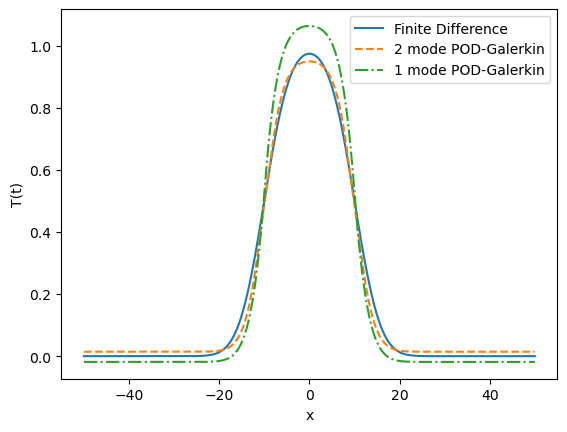 Finite Difference
2 mode POD-Galerkin
1 mode POD-Galerkin
1.0
0.8
0.6
0.4
0.2
0.0
T(t)
−40
−20
0
20
40
x